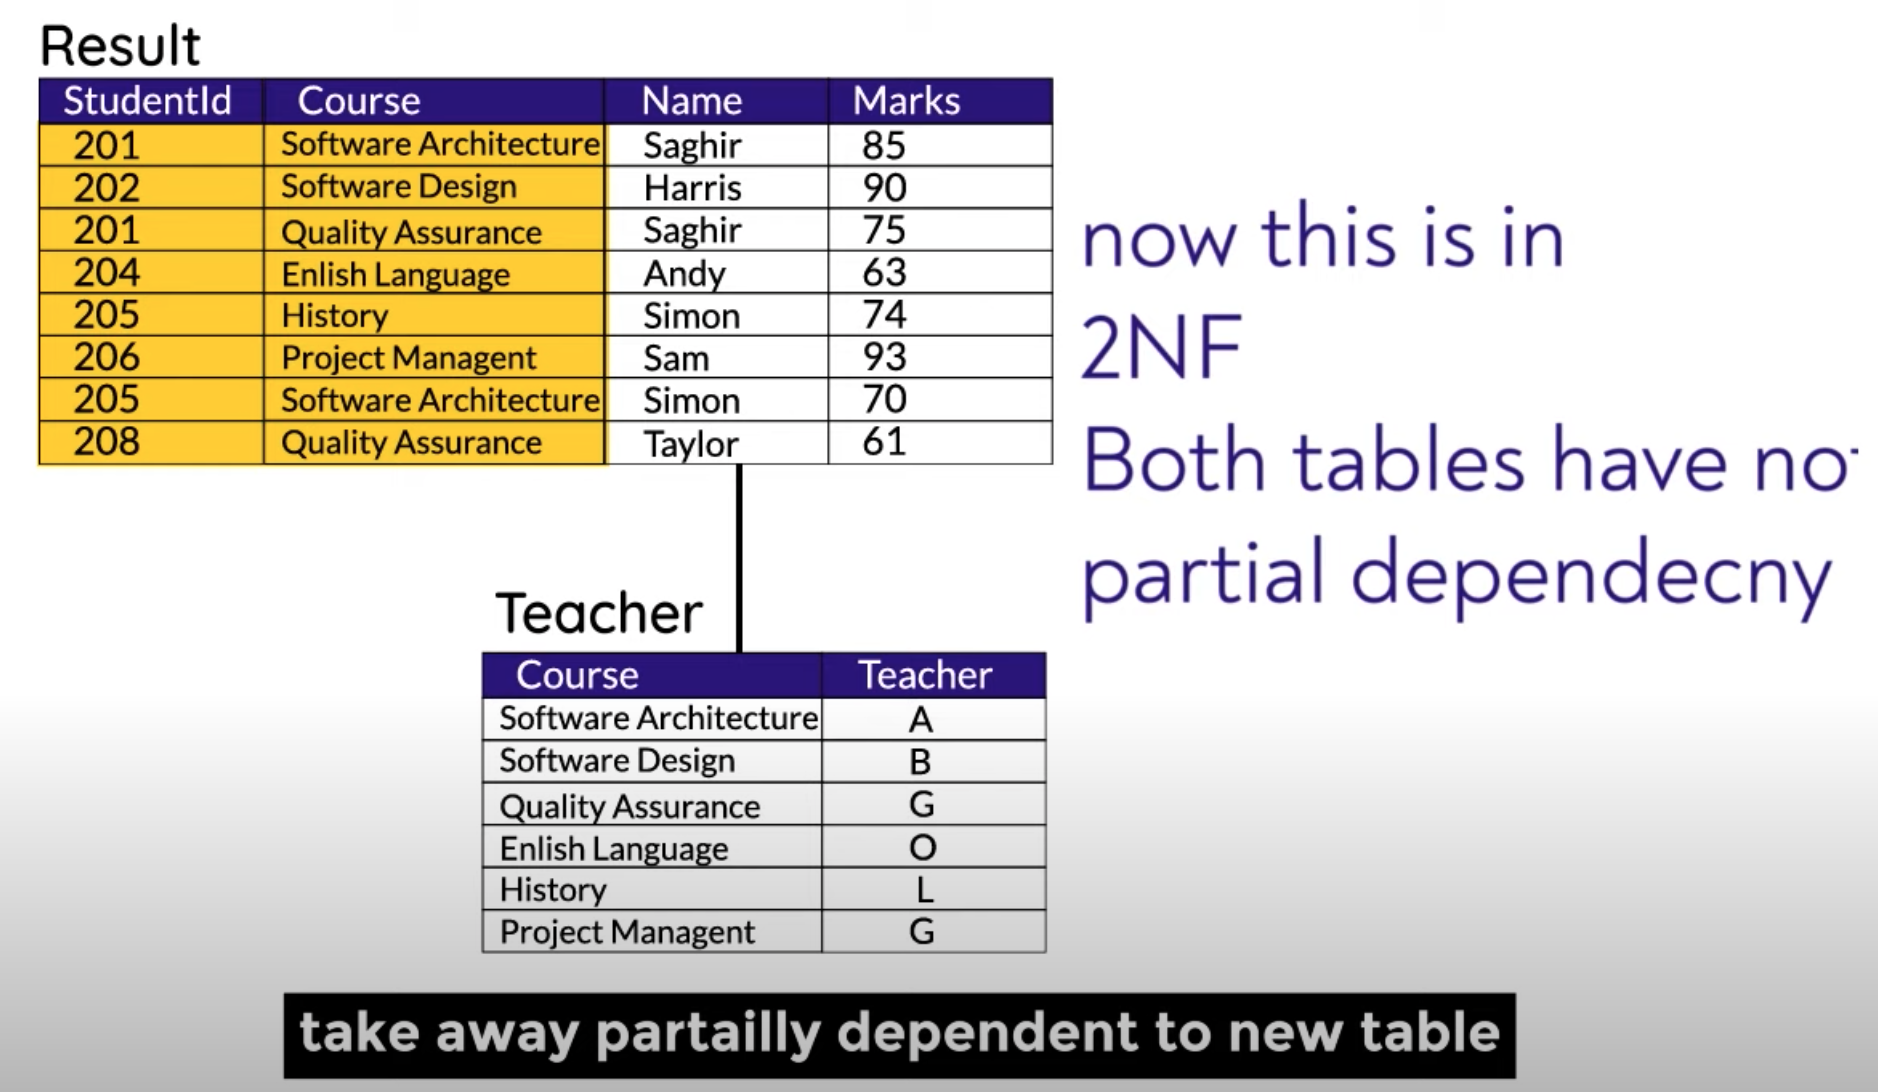 Result
StudentId Course Name Marks
201 Software Architecture Saghir 85
202 Software Design Harris 90
201 Quality Assurance Saghir 75
204 Enlish Language Andy 63
205 History Simon 74
206 Project Managent Sam 93
205 Software Architecture Simon 70
208 Quality Assurance Taylor 61
now this is in
2NF
Both tables have not
partial dependecny
Teacher
Course Teacher
Software Architecture A
Software Design B
Quality Assurance G
Enlish Language O
History L
Project Managent G
take away partailly dependent to new table